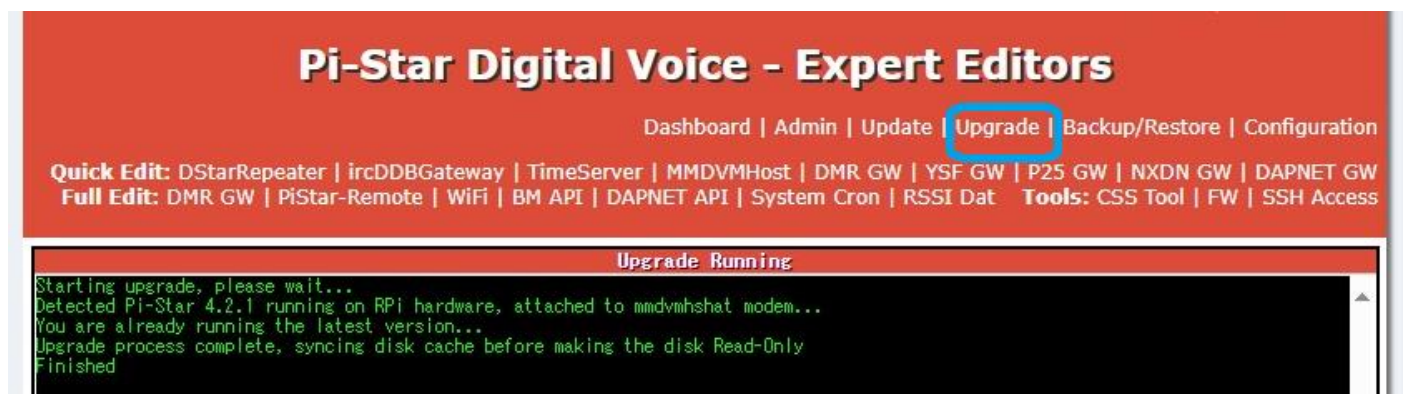 Pi-Star Digital Voice - Expert Editors
Dashboard | Admin | Update | Upgrade | Backup/Restore | Configuration
Quick Edit: DStarRepeater | ircDDBGateway | TimeServer | MMDVMHost | DMR GW | YSF GW | P25 GW | NXDN GW | DAPNET GW
Full Edit: DMR GW | PiStar-Remote | WiFi | BM API | DAPNET API | System Cron | RSSI Dat Tools: CSS Tool | FW | SSH Access
Upgrade Running
Starting upgrade, please wait...
Detected Pi-Star 4.2.1 running on RPi hardware, attached to mmdvmhshat modem...
You are already running the latest version...
Upgrade process complete, syncing disk cache before making the disk Read-Only
Finished